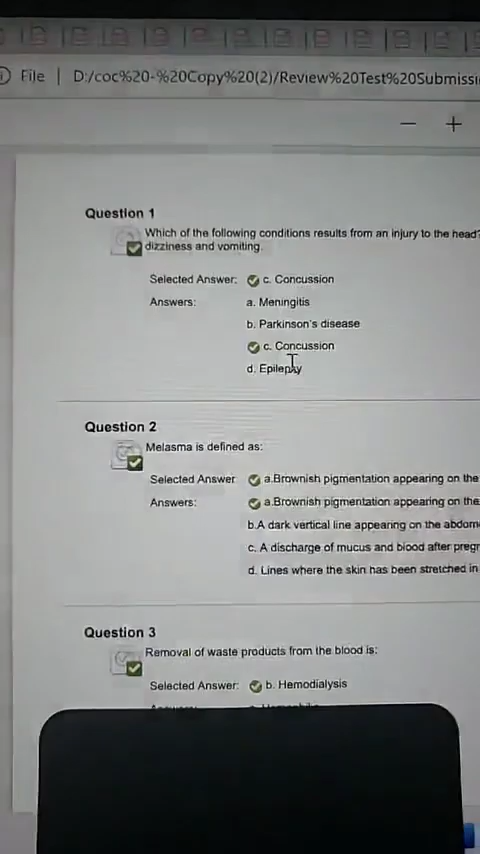 File | D:/coc%20-%20Copy%20(2)/Review%20Test%20Submissi
− +
Question 1
Which of the following conditions results from an injury to the head?
dizziness and vomiting.
Selected Answer: c. Concussion
Answers: a. Meningitis
b. Parkinson's disease
c. Concussion
d. Epilepsy
Question 2
Melasma is defined as:
Selected Answer a.Brownish pigmentation appearing on the
Answers: a.Brownish pigmentation appearing on the
b.A dark vertical line appearing on the abdom
c. A discharge of mucus and blood after pregn
d. Lines where the skin has been stretched in
Question 3
Removal of waste products from the blood is:
Selected Answer: b. Hemodialysis